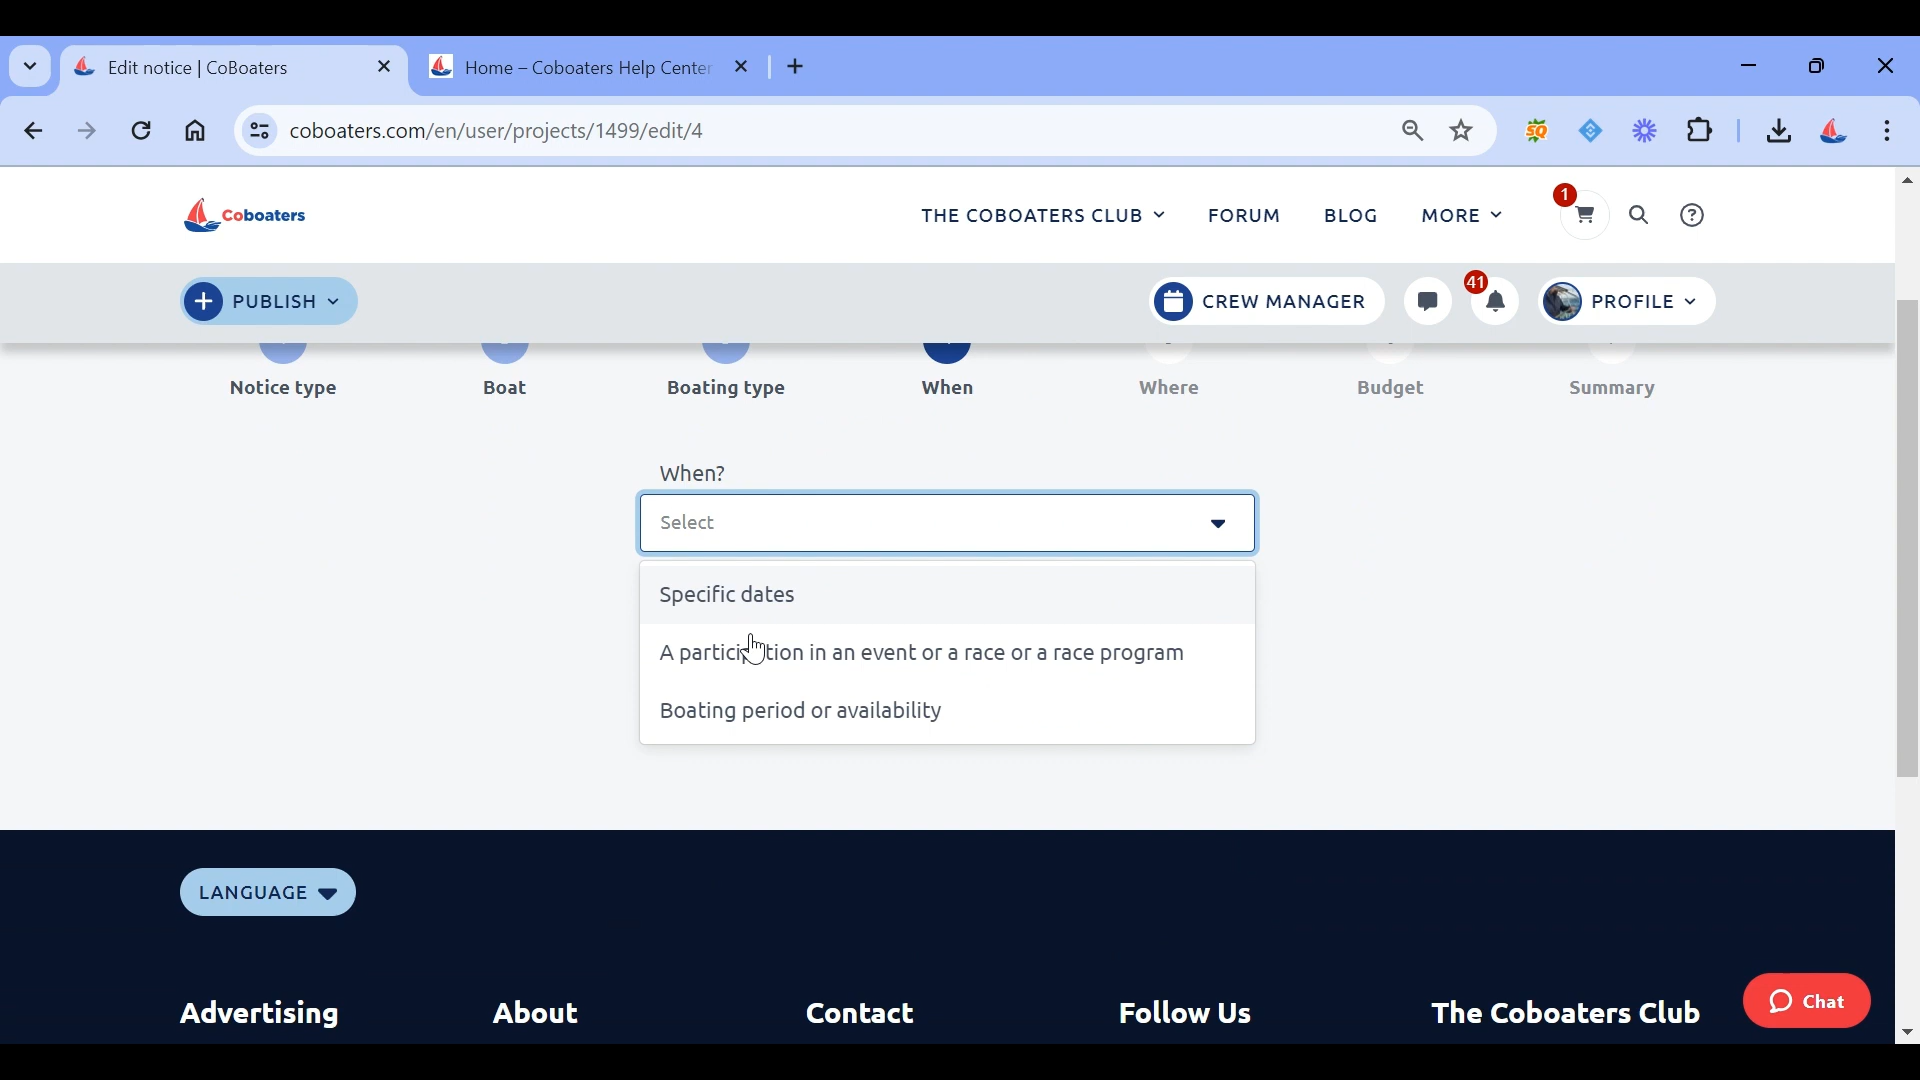 Edit notice | CoBoaters
Home – Coboaters Help Center
coboaters.com/en/user/projects/1499/edit/4
SQ
Coboaters
THE COBOATERS CLUB
FORUM
BLOG
MORE
1
PUBLISH
CREW MANAGER
41
PROFILE
Notice type
Boat
Boating type
When
Where
Budget
Summary
When?
Select
Specific dates
A participation in an event or a race or a race program
Boating period or availability
LANGUAGE
Advertising
About
Contact
Follow Us
The Coboaters Club
Chat